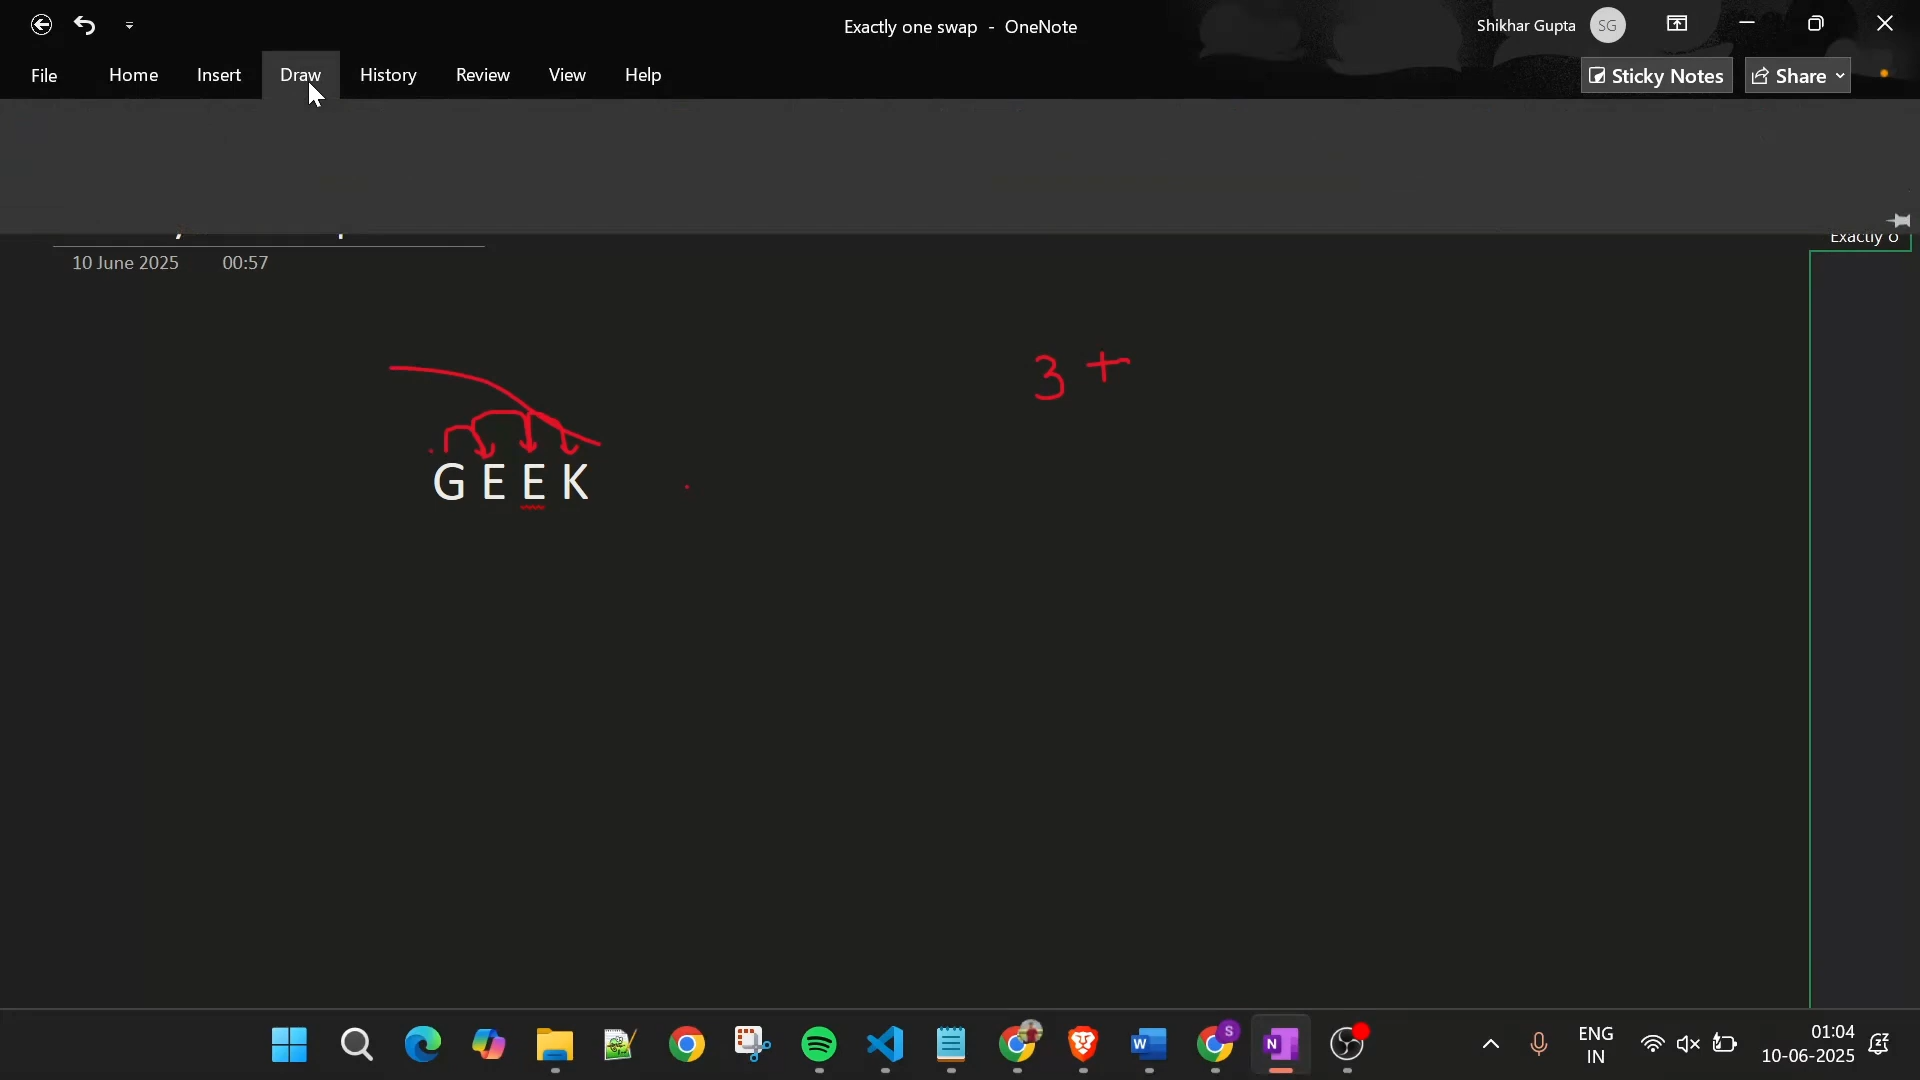 Exactly one swap - OneNote
Shikhar Gupta SG
File Home Insert Draw History Review View Help
Sticky Notes Share
Exactly o
10 June 2025 00:57
3 +
G E E K
ENG
IN
01:04
10-06-2025